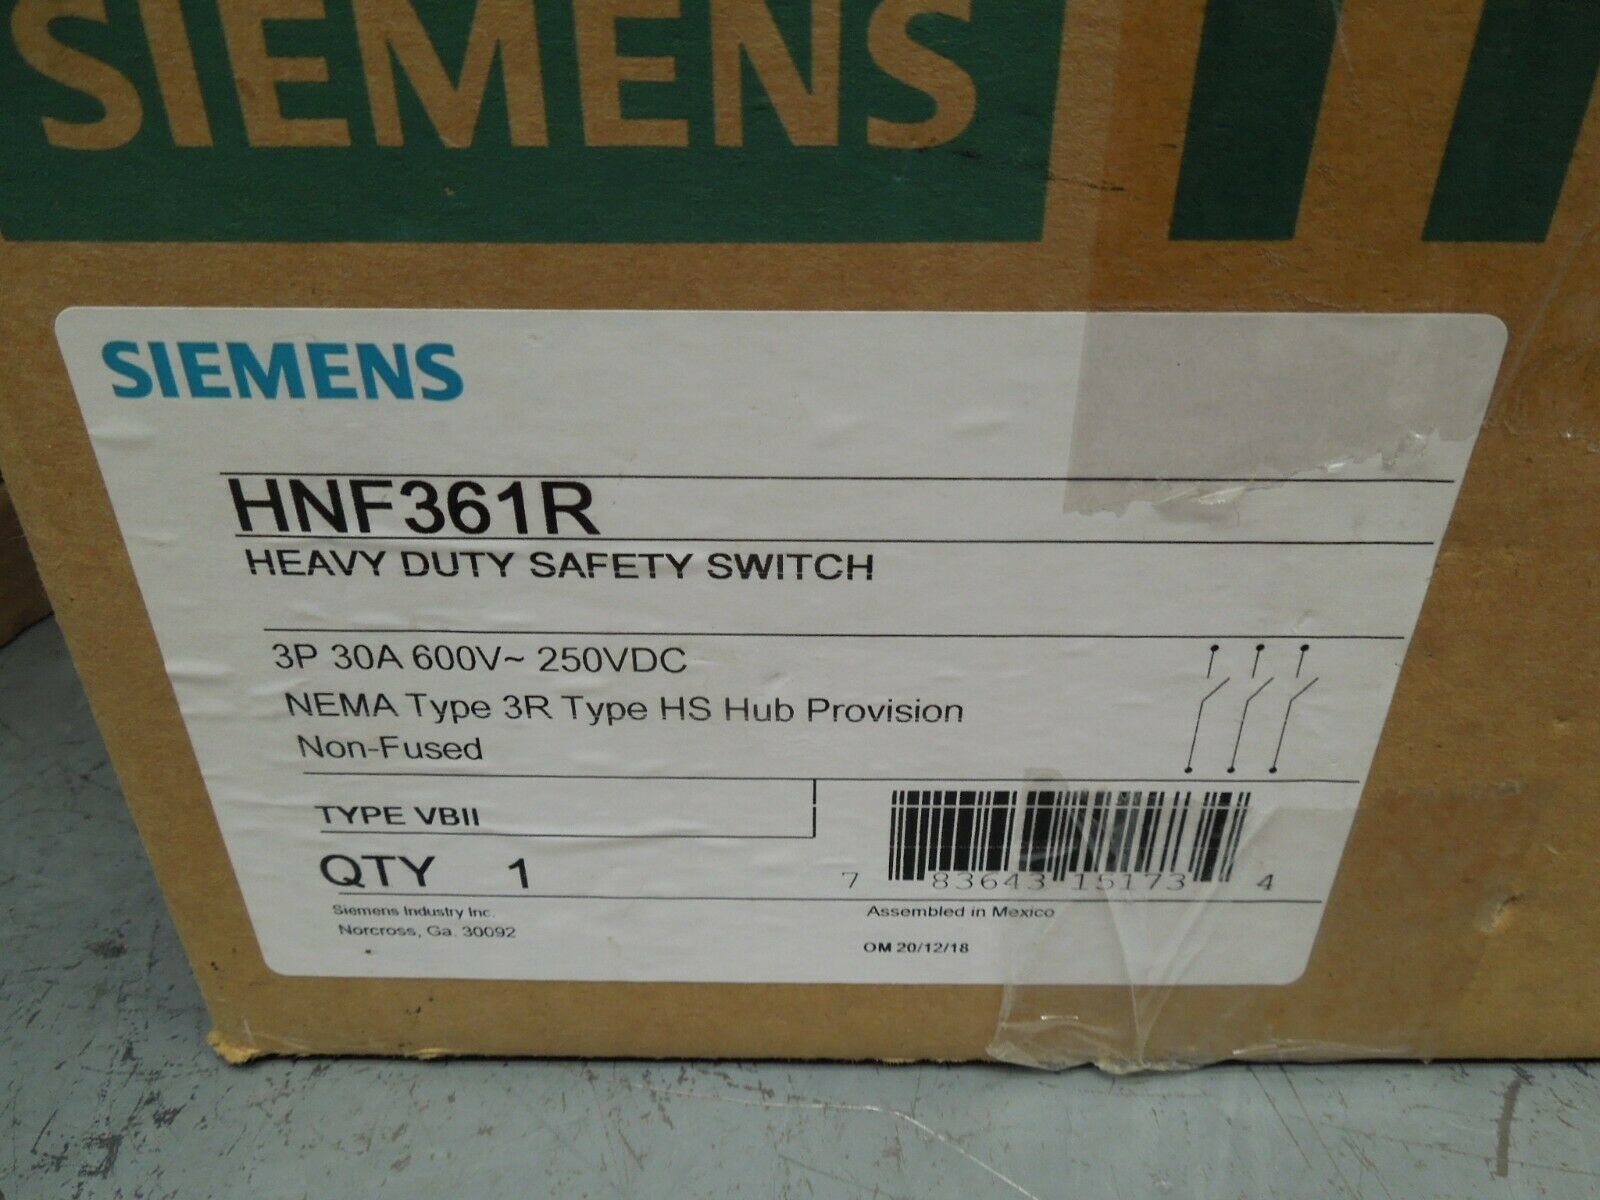 SIEMENS
SIEMENS
HNF361R
HEAVY DUTY SAFETY SWITCH
3P 30A 600V~ 250VDC
NEMA Type 3R Type HS Hub Provision
Non-Fused
TYPE VBII
QTY 1
7 83643 15173 4
Siemens Industry Inc.
Norcross, Ga. 30092
Assembled in Mexico
OM 20/12/18